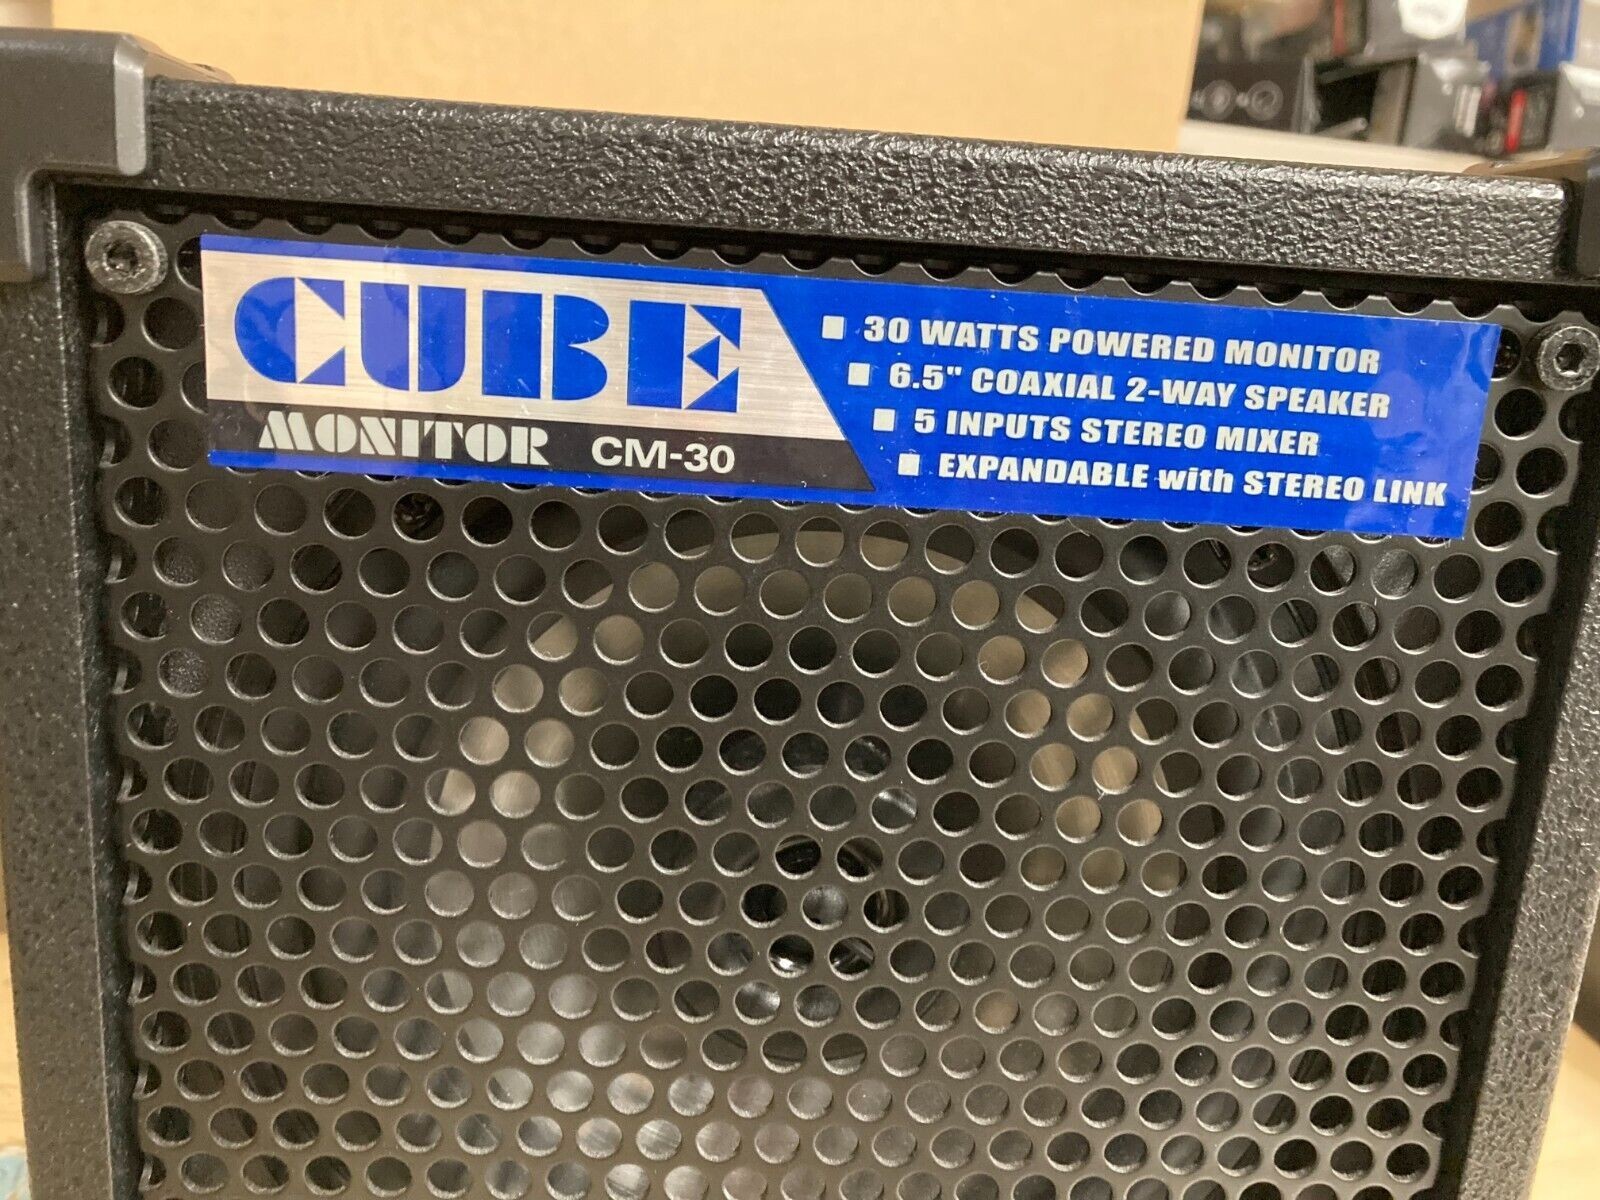 CUBE
MONITOR CM-30
30 WATTS POWERED MONITOR
6.5" COAXIAL 2-WAY SPEAKER
5 INPUTS STEREO MIXER
EXPANDABLE with STEREO LINK